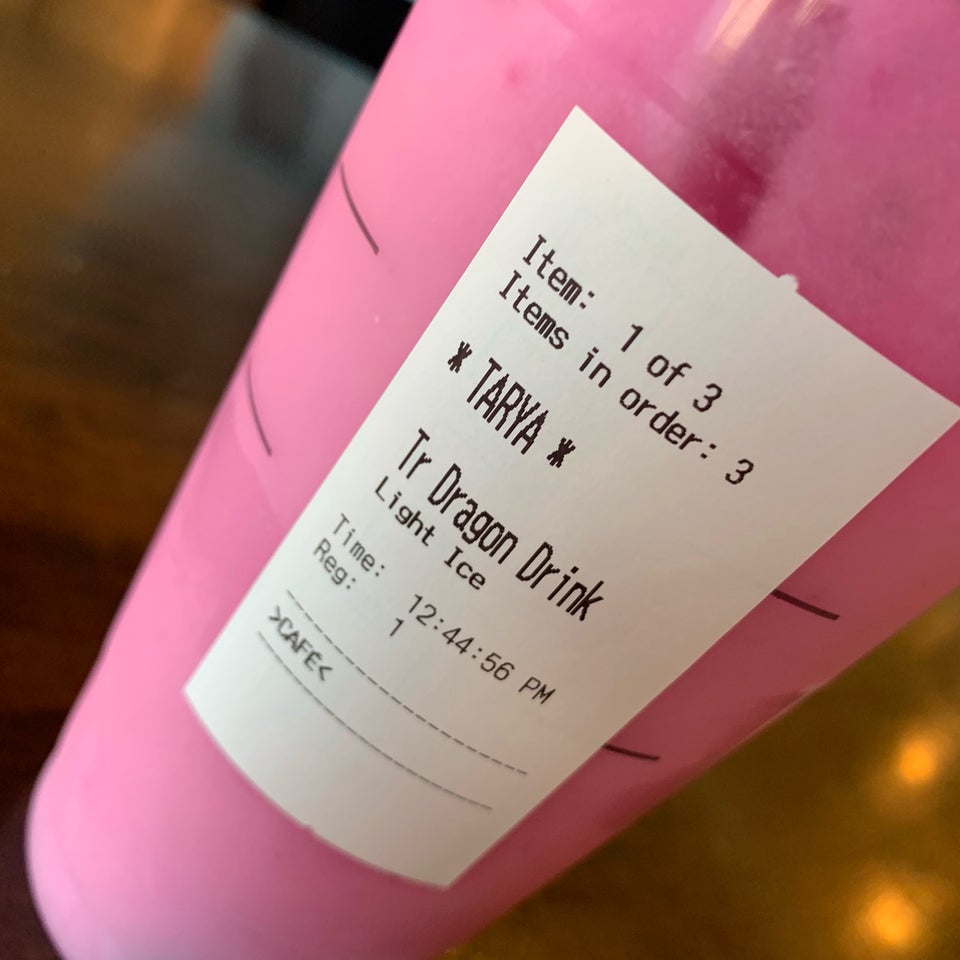 Item: 1 of 3
Items in order: 3
* TARYA *
Tr Dragon Drink
Light Ice
Time: 12:44:56 PM
Reg: 1
>CAFÉ<